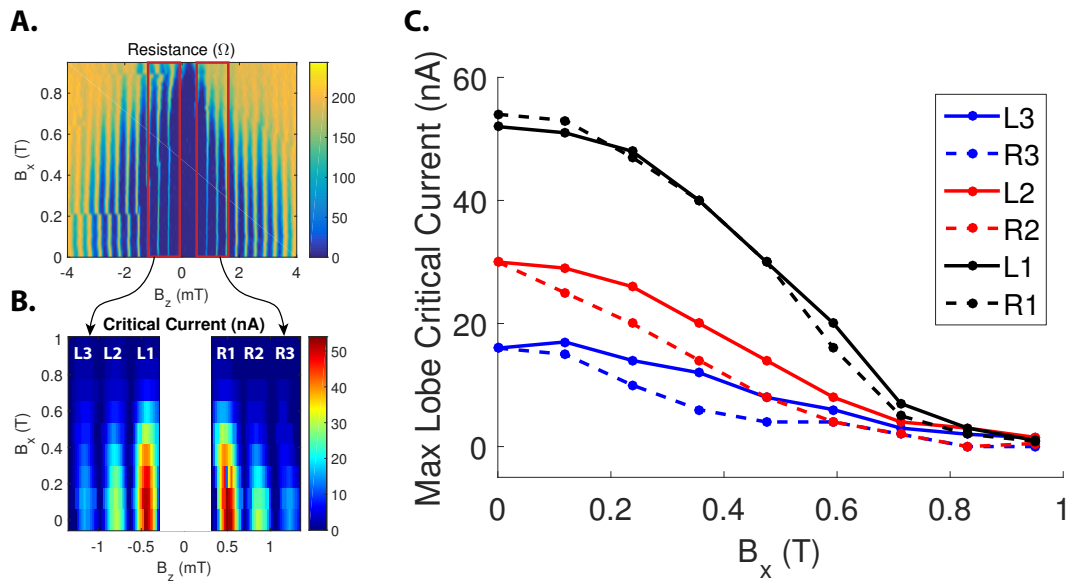 A.
Resistance (Ω)
B_x (T)
0.8
0.6
0.4
0.2
0
-4
-2
0
2
4
B_z (mT)
200
150
100
50
0
B.
Critical Current (nA)
L3 L2 L1
R1 R2 R3
B_x (T)
1
0.8
0.6
0.4
0.2
0
-1
-0.5
0
0.5
1
B_z (mT)
50
40
30
20
10
0
C.
Max Lobe Critical Current (nA)
60
40
20
0
0
0.2
0.4
0.6
0.8
1
B_x (T)
L3
R3
L2
R2
L1
R1